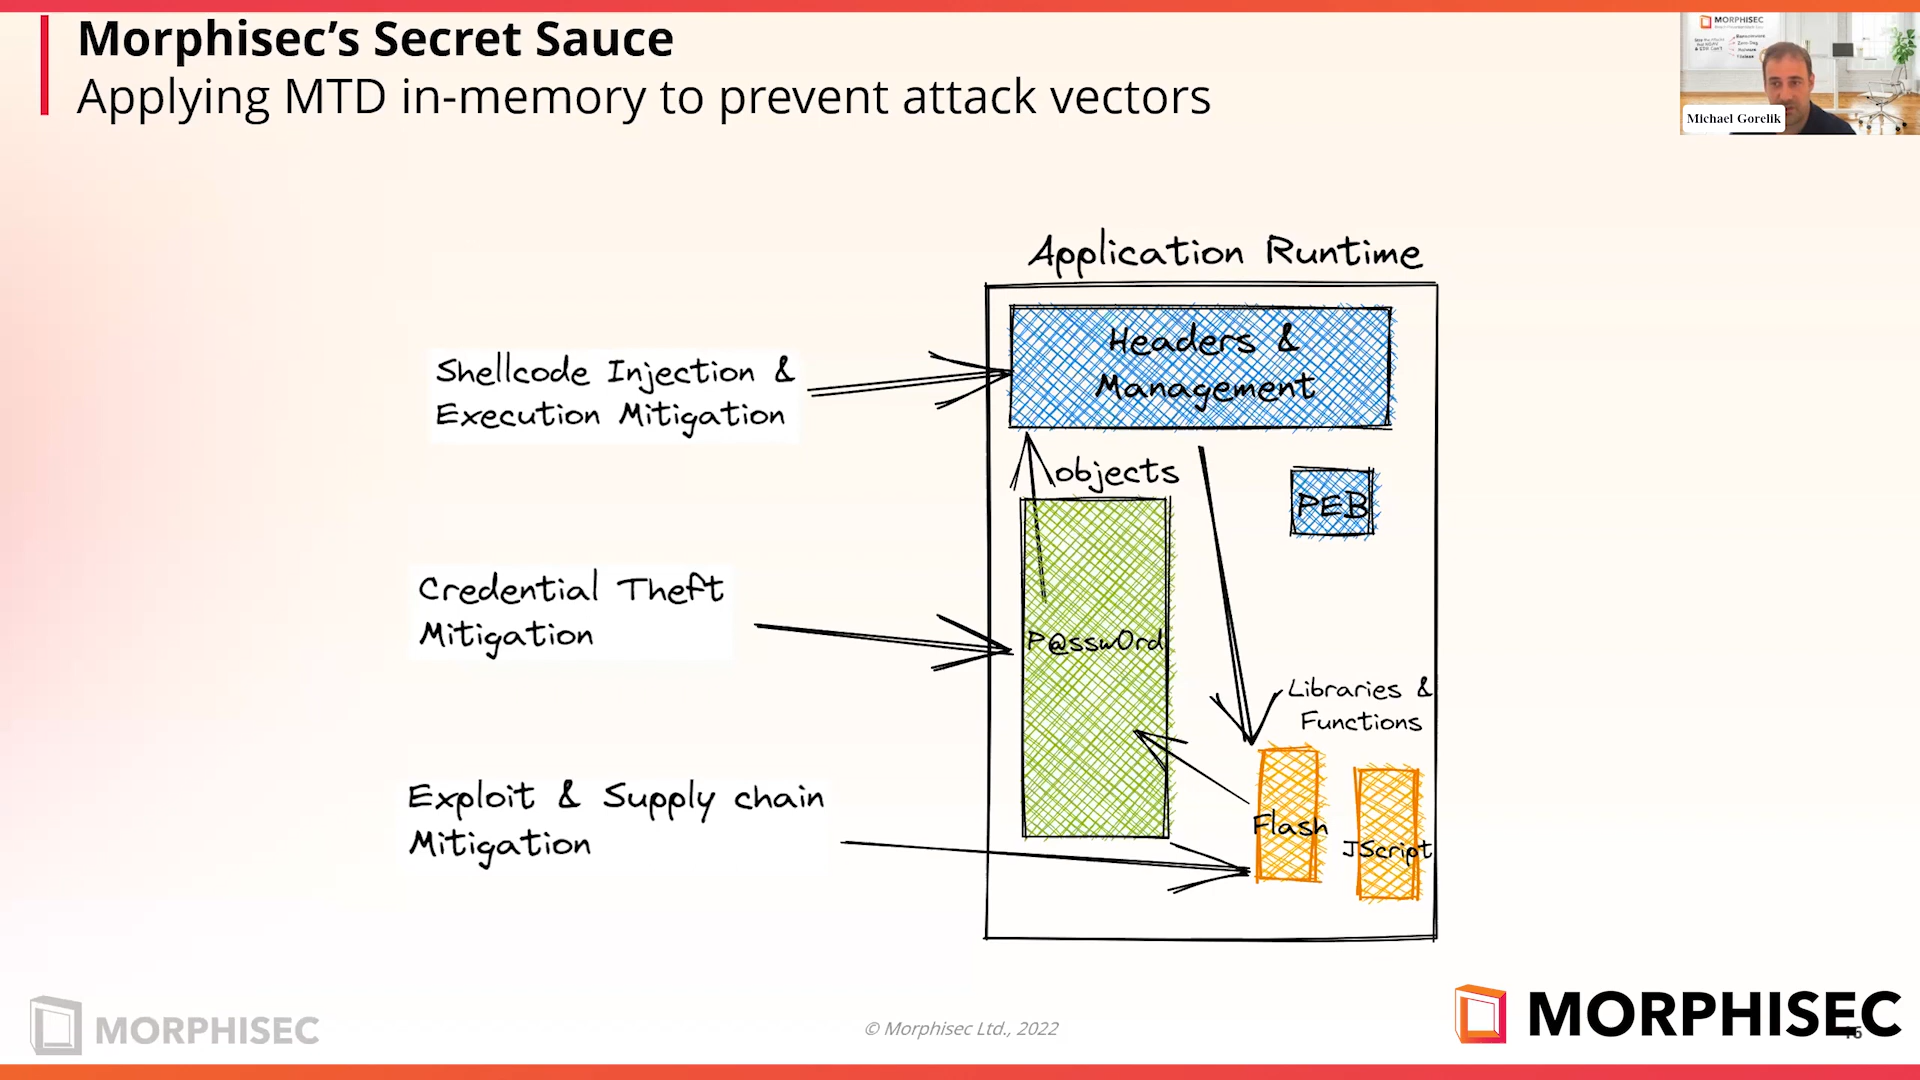 Morphisec’s Secret Sauce
Applying MTD in-memory to prevent attack vectors
MORPHISEC
Michael Gorelik
Application Runtime
Headers &
Management
Shellcode Injection &
Execution Mitigation
objects
PEB
Credential Theft
Mitigation
P@ssw0rd
Libraries &
Functions
Exploit & Supply chain
Mitigation
Flash
JScript
MORPHISEC
© Morphisec Ltd., 2022
MORPHISEC